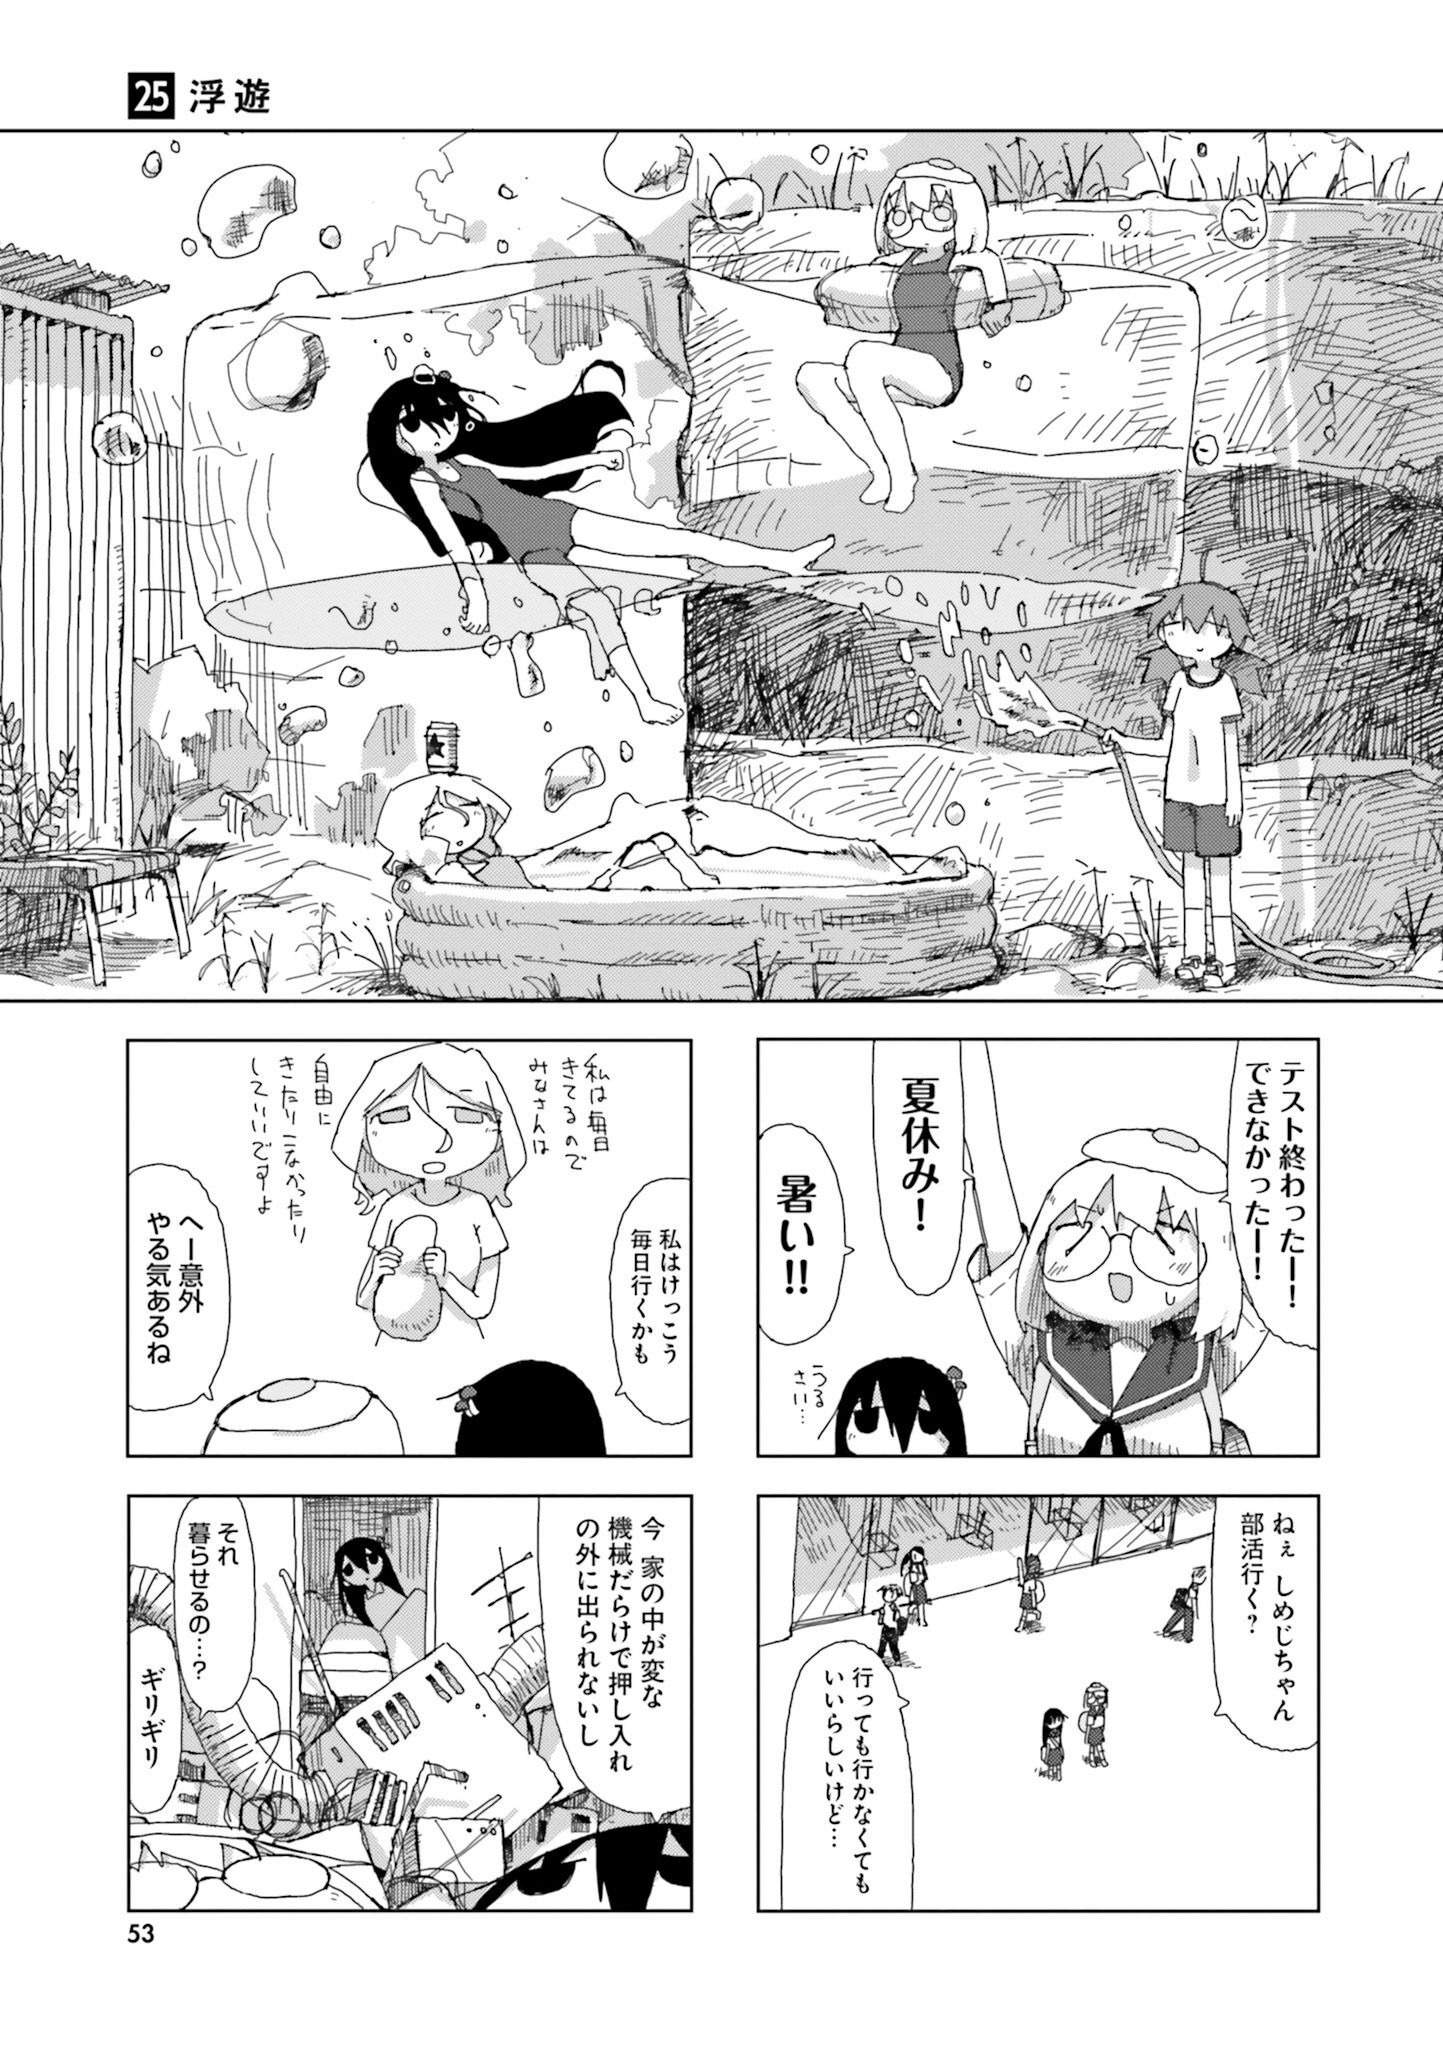 25 浮遊
テスト終わったー!
できなかったー!
夏休み!
暑い!!
うるさい…
ねぇ しめじちゃん
部活行く?
行っても行かなくても
いいらしいけど…
私は毎日
きてるので
みなさんは
自由に
きたりこなかったり
していいですよ
私はけっこう
毎日行くかも
へー意外
やる気あるね
今 家の中が変な
機械だらけで押し入れ
の外に出られないし
それ
暮らせるの…?
ギリギリ
53